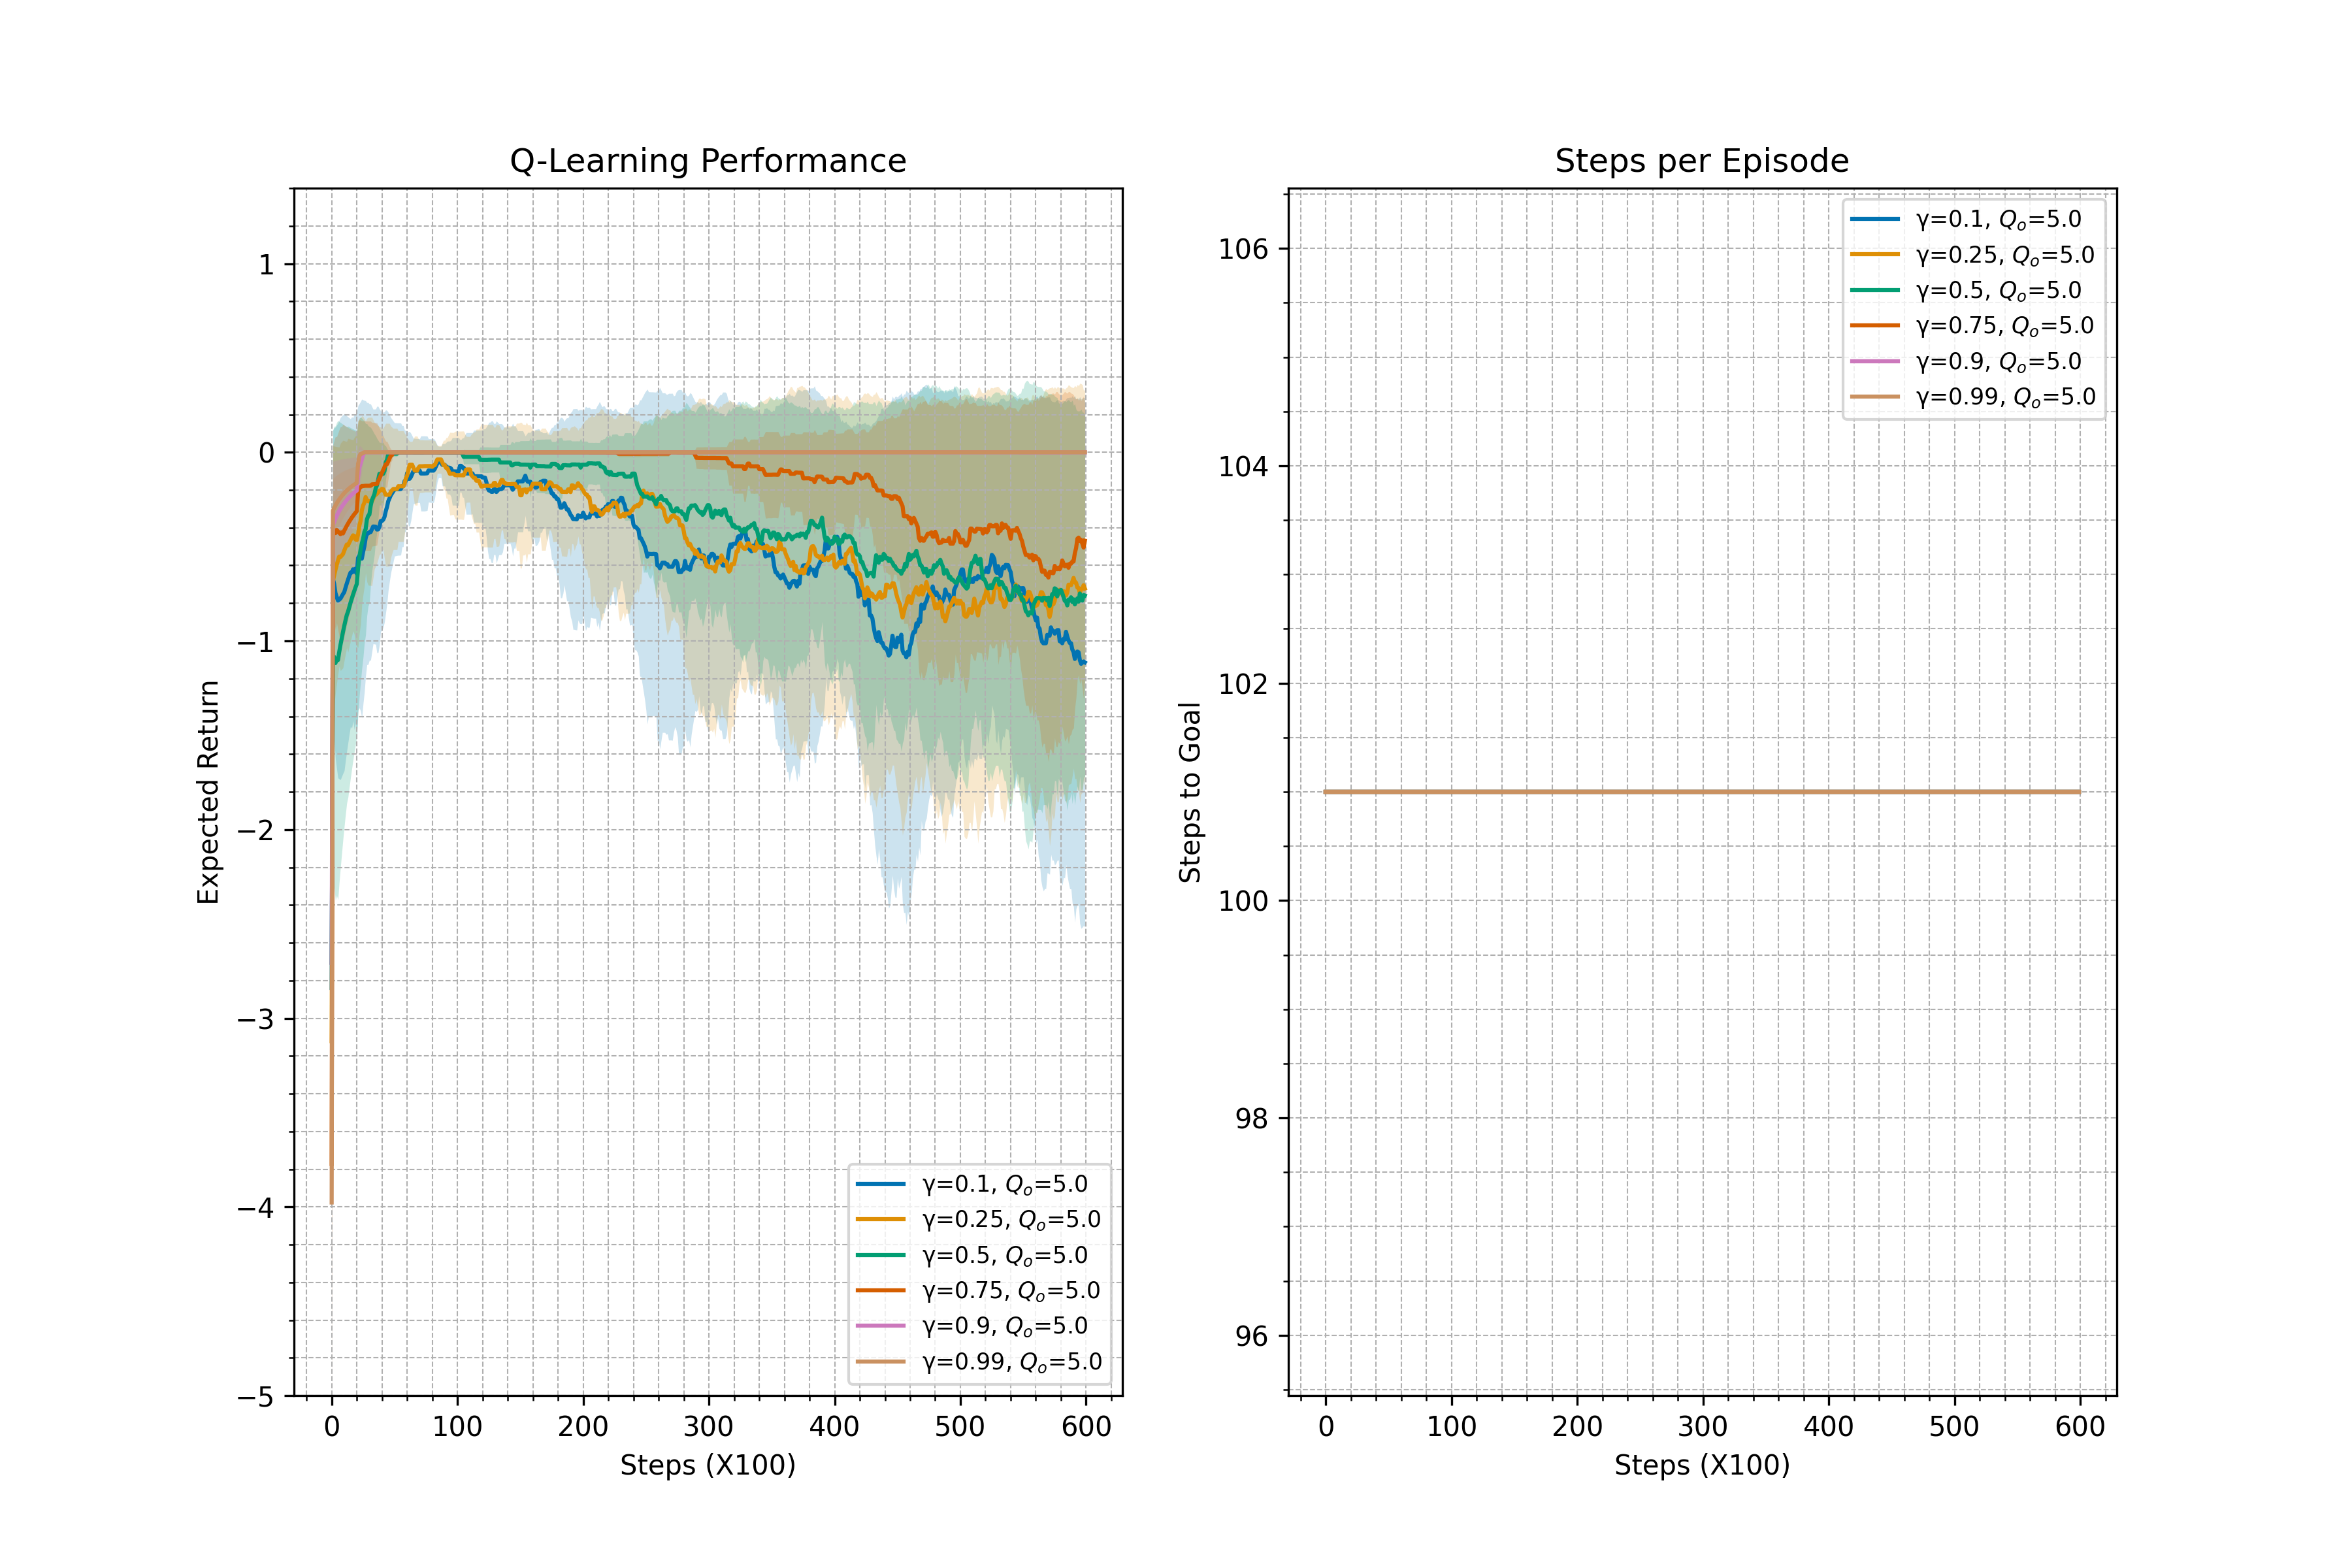 Q-Learning Performance
Expected Return
1
0
−1
−2
−3
−4
−5
0 100 200 300 400 500 600
Steps (X100)
γ=0.1, Qₒ=5.0
γ=0.25, Qₒ=5.0
γ=0.5, Qₒ=5.0
γ=0.75, Qₒ=5.0
γ=0.9, Qₒ=5.0
γ=0.99, Qₒ=5.0
Steps per Episode
Steps to Goal
106
104
102
100
98
96
0 100 200 300 400 500 600
Steps (X100)
γ=0.1, Qₒ=5.0
γ=0.25, Qₒ=5.0
γ=0.5, Qₒ=5.0
γ=0.75, Qₒ=5.0
γ=0.9, Qₒ=5.0
γ=0.99, Qₒ=5.0